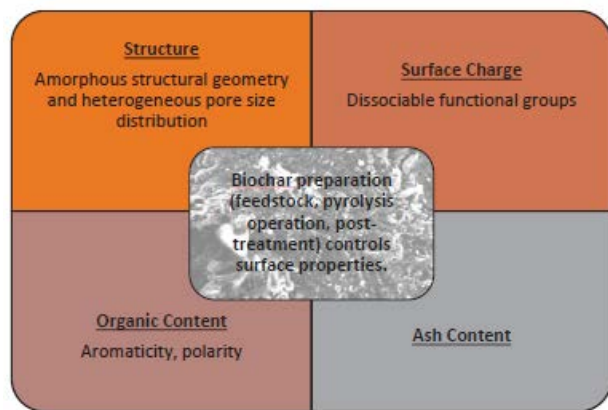 Structure
Amorphous structural geometry
and heterogeneous pore size
distribution
Surface Charge
Dissociable functional groups
Biochar preparation
(feedstock, pyrolysis
operation, post-
treatment) controls
surface properties.
Organic Content
Aromaticity, polarity
Ash Content